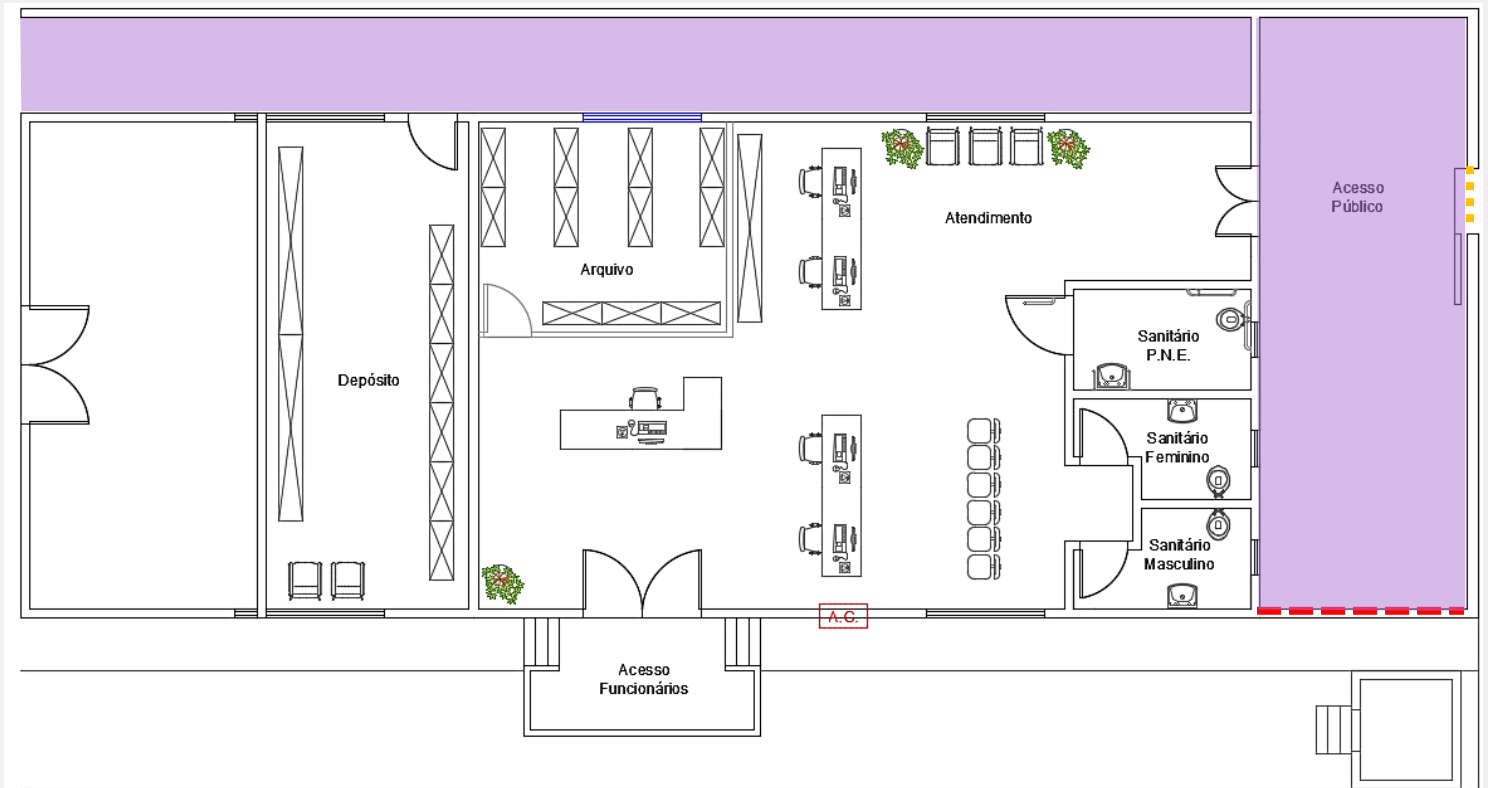 Acesso
Público
Atendimento
Arquivo
Sanitário
P.N.E.
Depósito
Sanitário
Feminino
Sanitário
Masculino
A.C.
Acesso
Funcionários